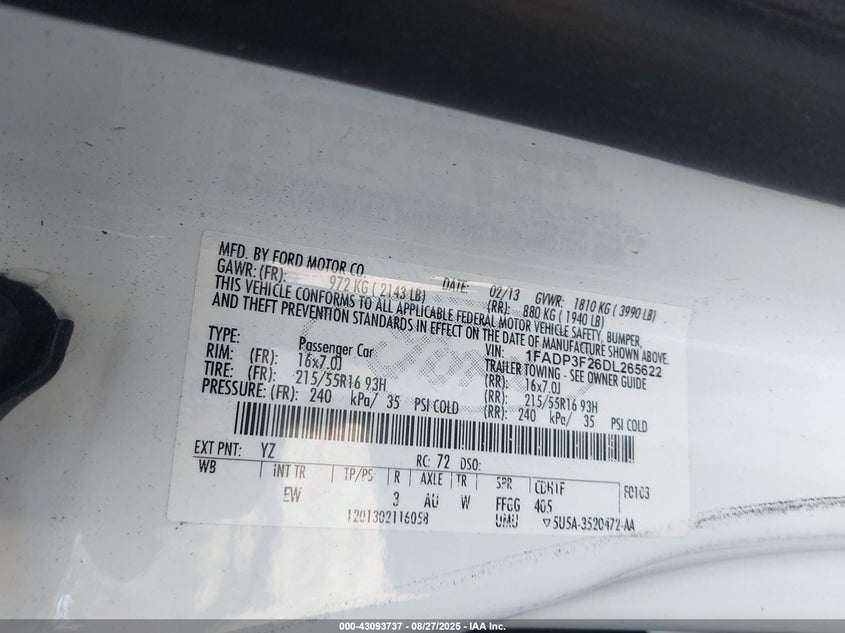 MFD. BY FORD MOTOR CO. DATE: 02/13 GVWR: 1810 KG ( 3990 LB)
GAWR: (FR): 972 KG ( 2143 LB) (RR): 880 KG ( 1940 LB)
THIS VEHICLE CONFORMS TO ALL APPLICABLE FEDERAL MOTOR VEHICLE SAFETY, BUMPER,
AND THEFT PREVENTION STANDARDS IN EFFECT ON THE DATE OF MANUFACTURE SHOWN ABOVE.
VIN: 1FADP3F26DL265622
TYPE: Passenger Car TRAILER TOWING - SEE OWNER GUIDE
RIM: (FR): 16x7.0J (RR): 16x7.0J
TIRE: (FR): 215/55R16 93H (RR): 215/55R16 93H
PRESSURE: (FR): 240 kPa/ 35 PSI COLD (RR): 240 kPa/ 35 PSI COLD
EXT PNT: YZ RC: 72 DSO:
WB INT TR TP/PS R AXLE TR SPR F0103
EW 3 AU W FFGG 405
1201302116058 UMU ▽5U5A-3520472-AA
000-43093737 - 08/27/2025 - IAA Inc.